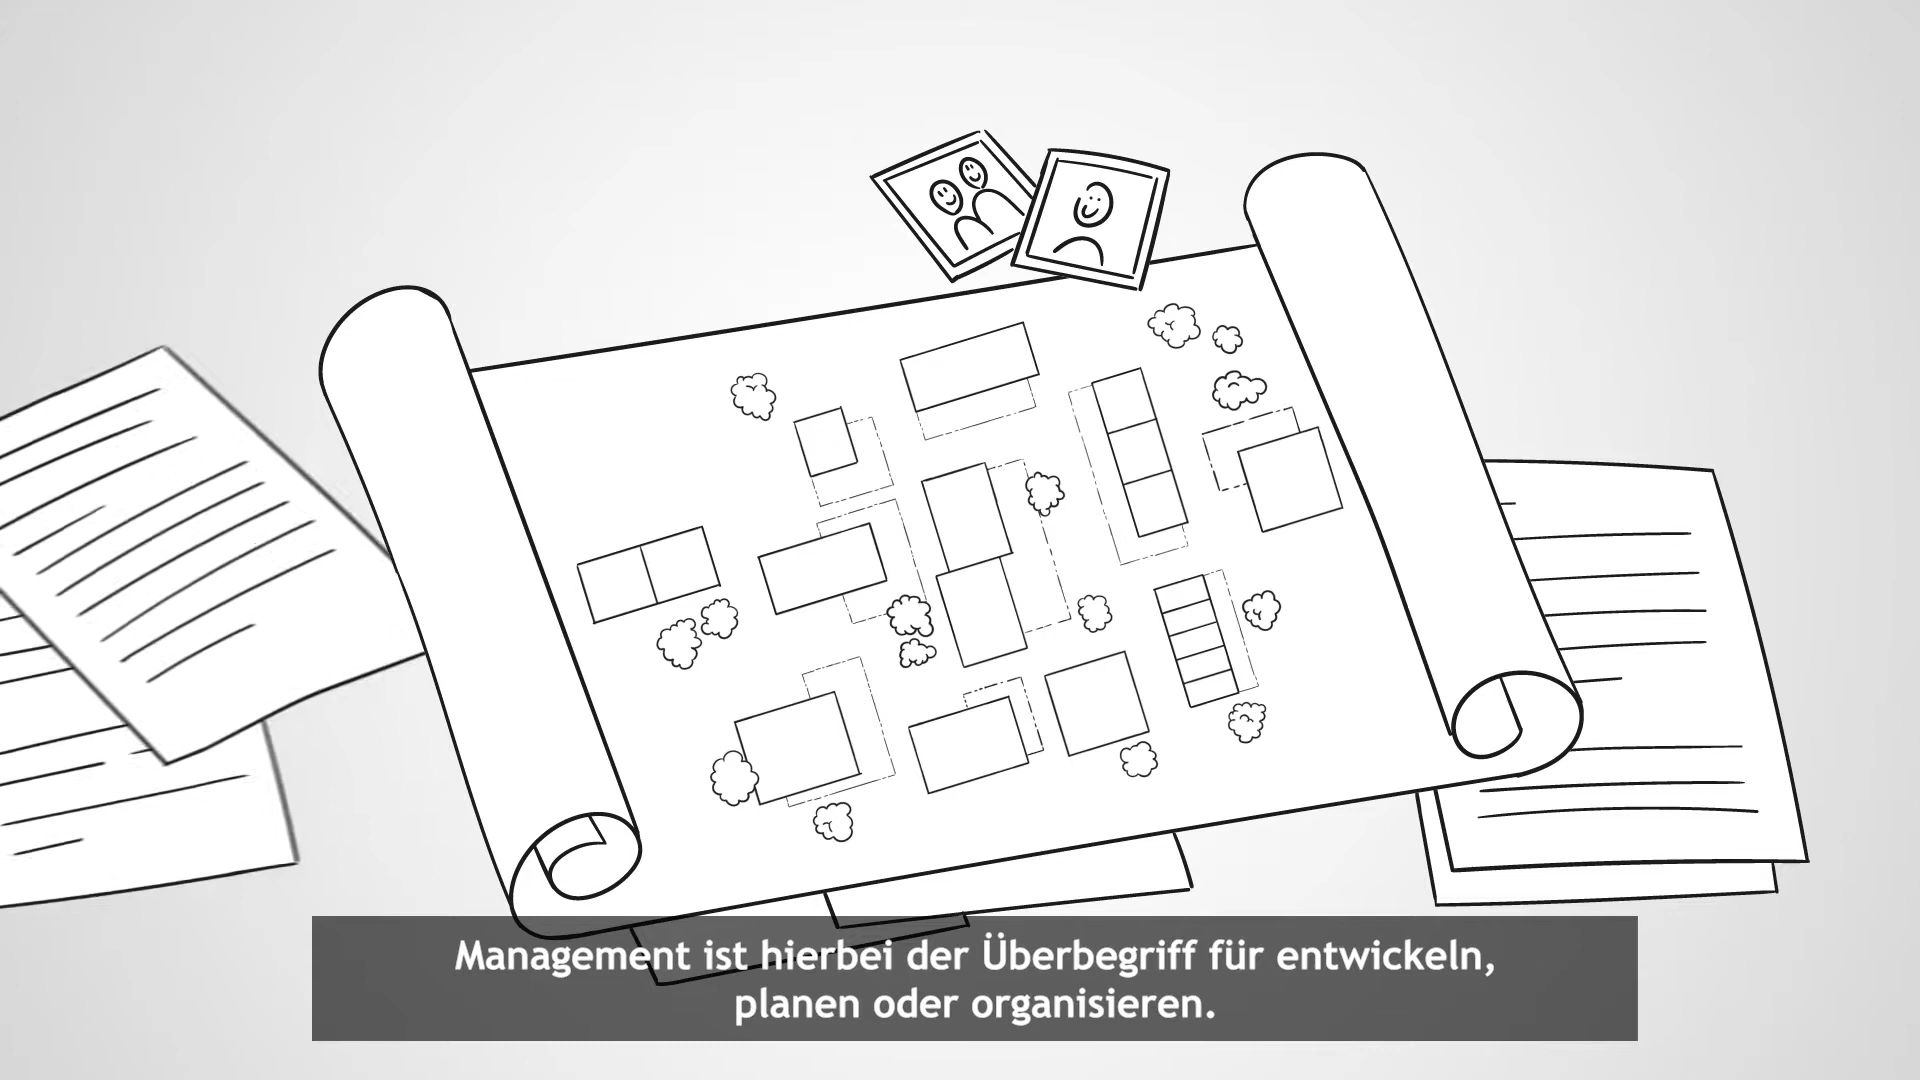 Management ist hierbei der Überbegriff für entwickeln,
planen oder organisieren.